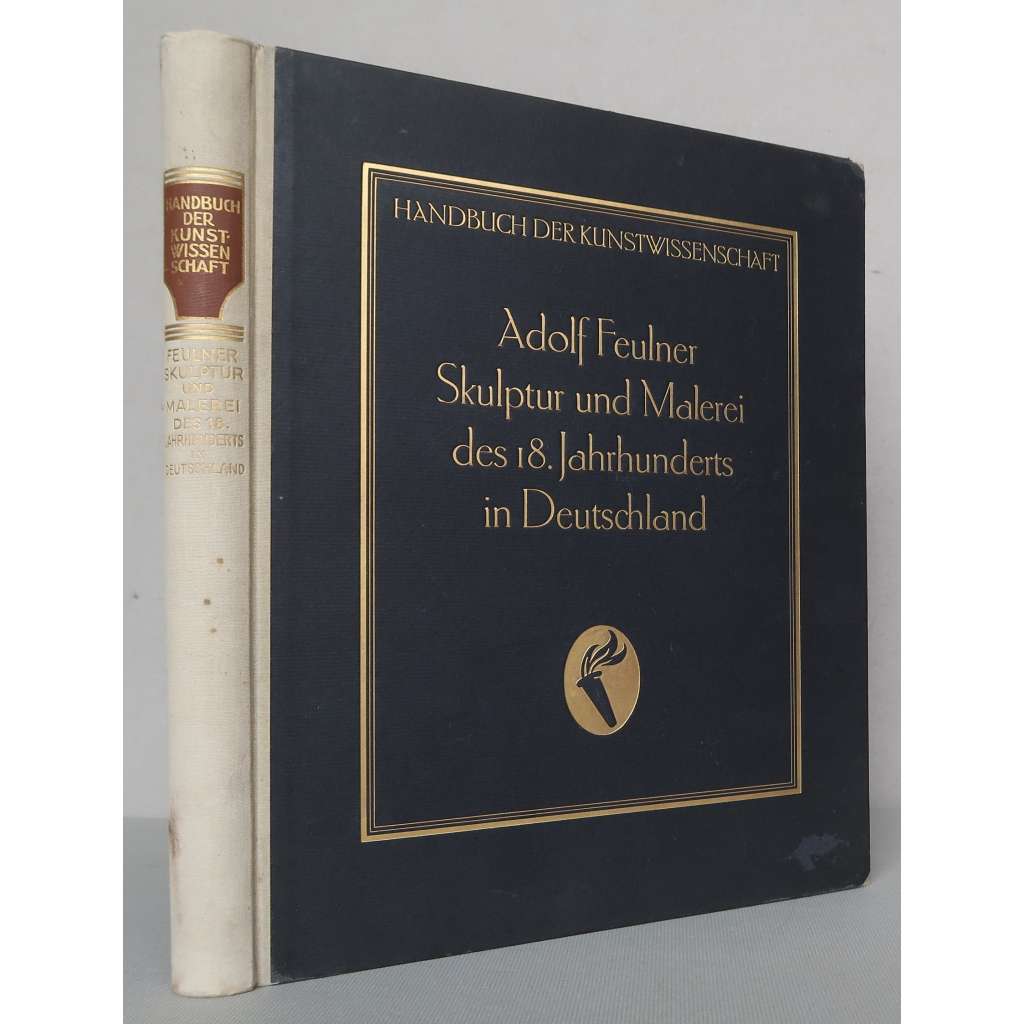 HANDBUCH
DER
KUNST-
WISSEN
SCHAFT
FEULNER
SKULPTUR
UND
MALEREI
DES 18.
JAHRHUNDERTS
IN
DEUTSCHLAND
HANDBUCH DER KUNSTWISSENSCHAFT
Adolf Feulner
Skulptur und Malerei
des 18. Jahrhunderts
in Deutschland